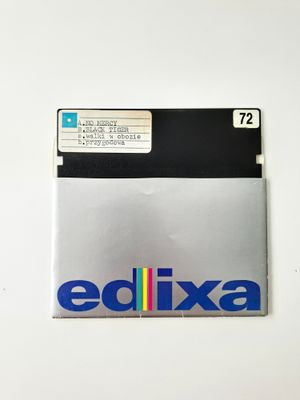 A.NO MERCY
B.BLACK TIGER
a.walki w obozie
b.przygodowa
72
edixa